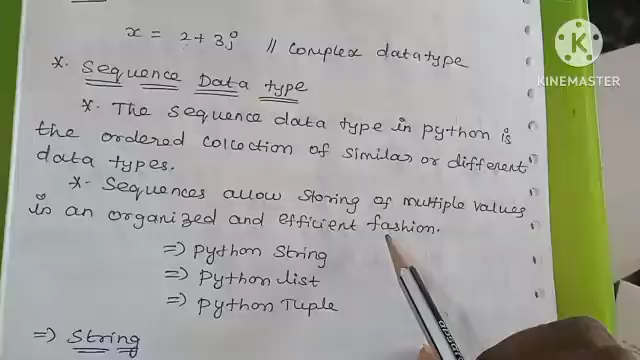 x = 2 + 3j // Complex datatype
KINEMASTER
*. Sequence Data type
*. The sequence data type in python is
the ordered collction of similar or different
data types.
*. Sequences allow storing of multiple values
in an organized and efficient fashion.
=> Python String
=> Python list
=> Python Tuple
=> String